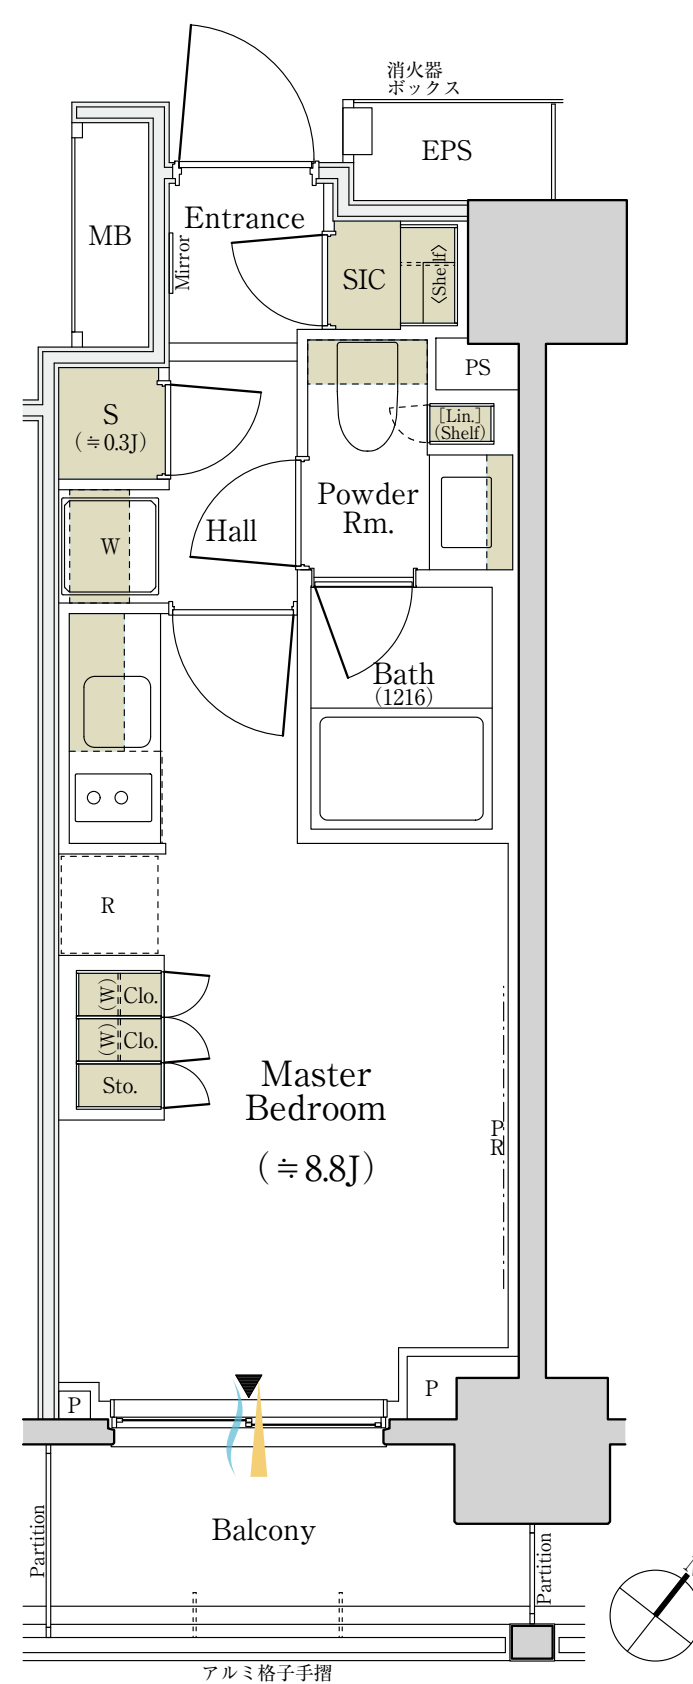 消火器
ボックス
EPS
MB
Entrance
Mirror
SIC
〈Shelf〉
PS
S
(≒0.3J)
[Lin.]
(Shelf)
Powder
Rm.
Hall
W
Bath
(1216)
R
(W) Clo.
(W) Clo.
Sto.
Master
Bedroom
(≒8.8J)
P
R
P
P
Balcony
Partition
Partition
アルミ格子手摺